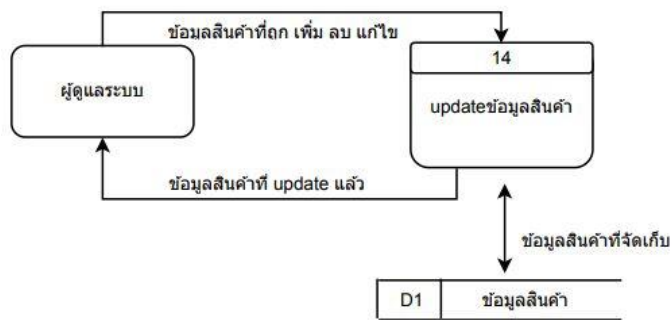 ข้อมูลสินค้าที่ถูก เพิ่ม ลบ แก้ไข
14
ผู้ดูแลระบบ
updateข้อมูลสินค้า
ข้อมูลสินค้าที่ update แล้ว
ข้อมูลสินค้าที่จัดเก็บ
D1 ข้อมูลสินค้า